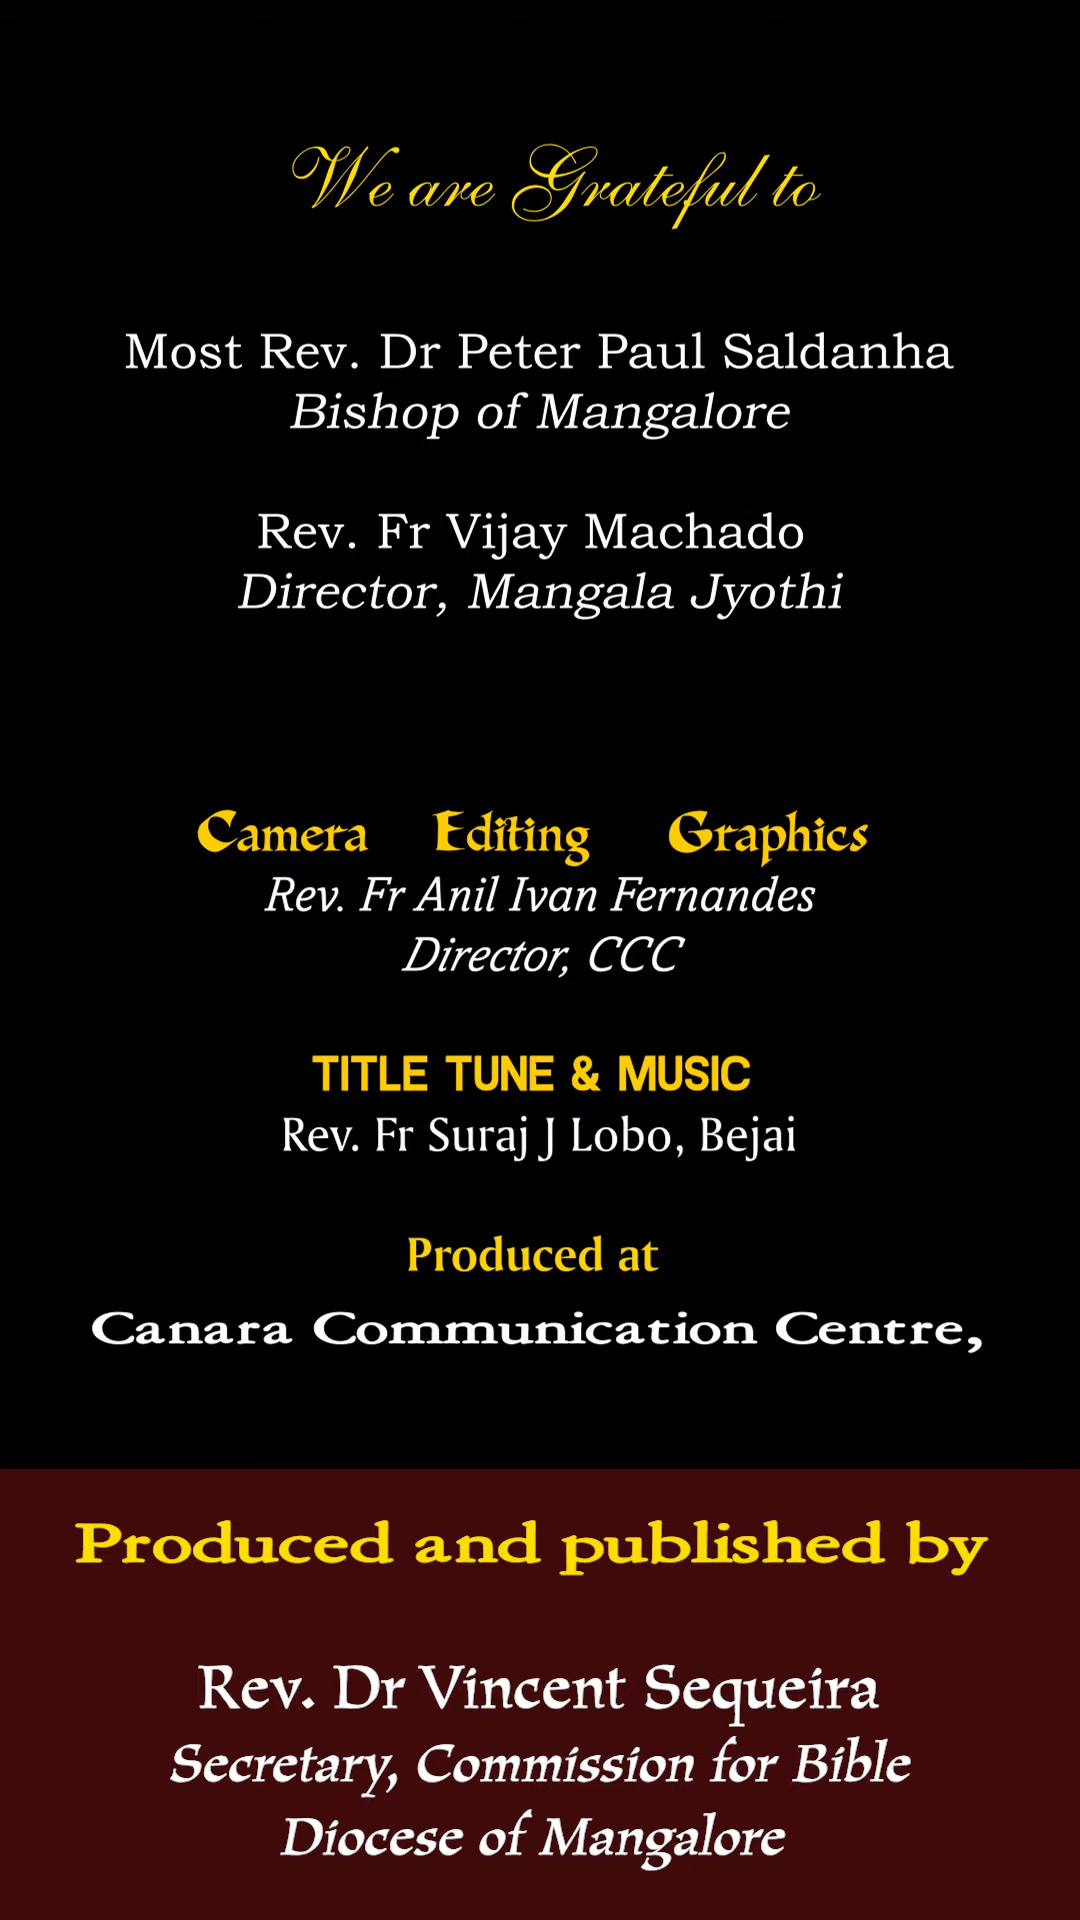 We are Grateful to
Most Rev. Dr Peter Paul Saldanha
Bishop of Mangalore
Rev. Fr Vijay Machado
Director, Mangala Jyothi
Camera Editing Graphics
Rev. Fr Anil Ivan Fernandes
Director, CCC
TITLE TUNE & MUSIC
Rev. Fr Suraj J Lobo, Bejai
Produced at
Canara Communication Centre,
Produced and published by
Rev. Dr Vincent Sequeira
Secretary, Commission for Bible
Diocese of Mangalore